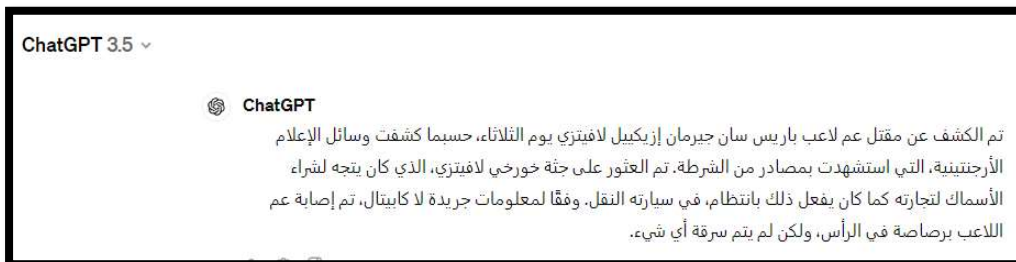 ChatGPT 3.5
ChatGPT
تم الكشف عن مقتل عم لاعب باريس سان جيرمان إزيكييل لافيتزي يوم الثلاثاء، حسبما كشفت وسائل الإعلام
الأرجنتينية، التي استشهدت بمصادر من الشرطة. تم العثور على جثة خورخي لافيتزي، الذي كان يتجه لشراء
الأسماك لتجارته كما كان يفعل ذلك بانتظام، في سيارته النقل. وفقًا لمعلومات جريدة لا كابيتال، تم إصابة عم
اللاعب برصاصة في الرأس، ولكن لم يتم سرقة أي شيء.